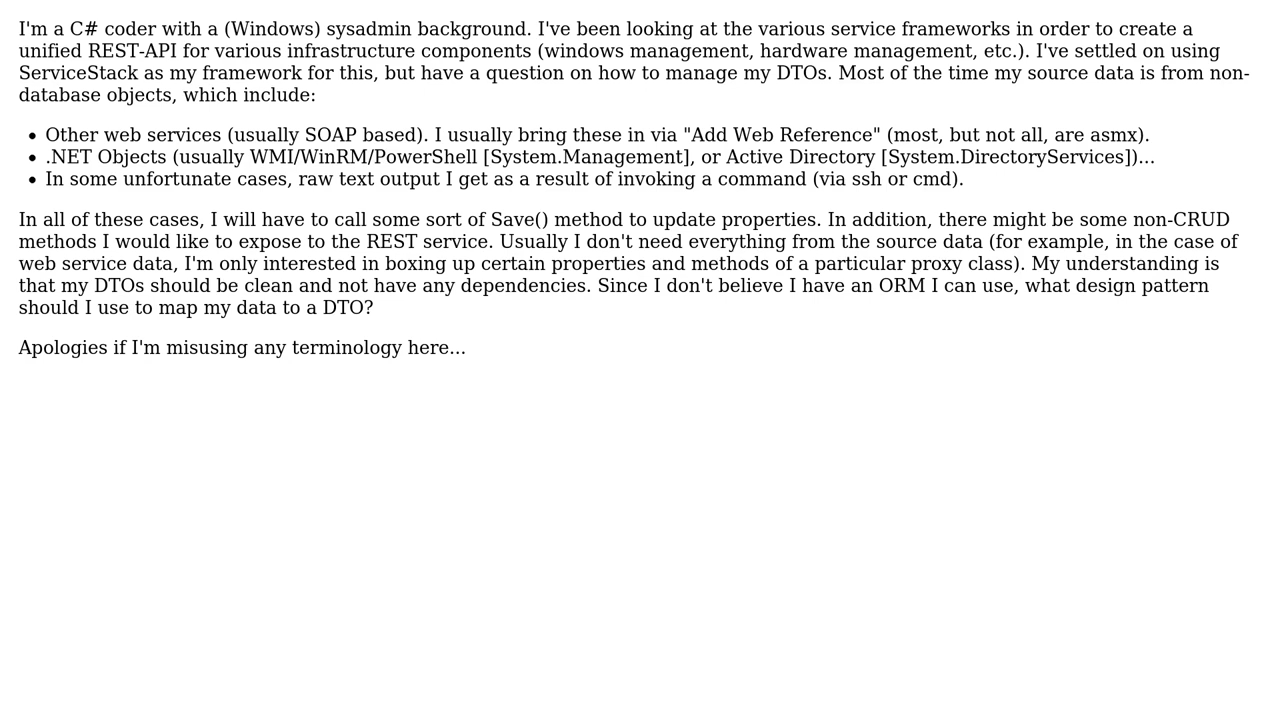 I'm a C# coder with a (Windows) sysadmin background. I've been looking at the various service frameworks in order to create a
unified REST-API for various infrastructure components (windows management, hardware management, etc.). I've settled on using
ServiceStack as my framework for this, but have a question on how to manage my DTOs. Most of the time my source data is from non-
database objects, which include:
• Other web services (usually SOAP based). I usually bring these in via "Add Web Reference" (most, but not all, are asmx).
• .NET Objects (usually WMI/WinRM/PowerShell [System.Management], or Active Directory [System.DirectoryServices])...
• In some unfortunate cases, raw text output I get as a result of invoking a command (via ssh or cmd).
In all of these cases, I will have to call some sort of Save() method to update properties. In addition, there might be some non-CRUD
methods I would like to expose to the REST service. Usually I don't need everything from the source data (for example, in the case of
web service data, I'm only interested in boxing up certain properties and methods of a particular proxy class). My understanding is
that my DTOs should be clean and not have any dependencies. Since I don't believe I have an ORM I can use, what design pattern
should I use to map my data to a DTO?
Apologies if I'm misusing any terminology here...